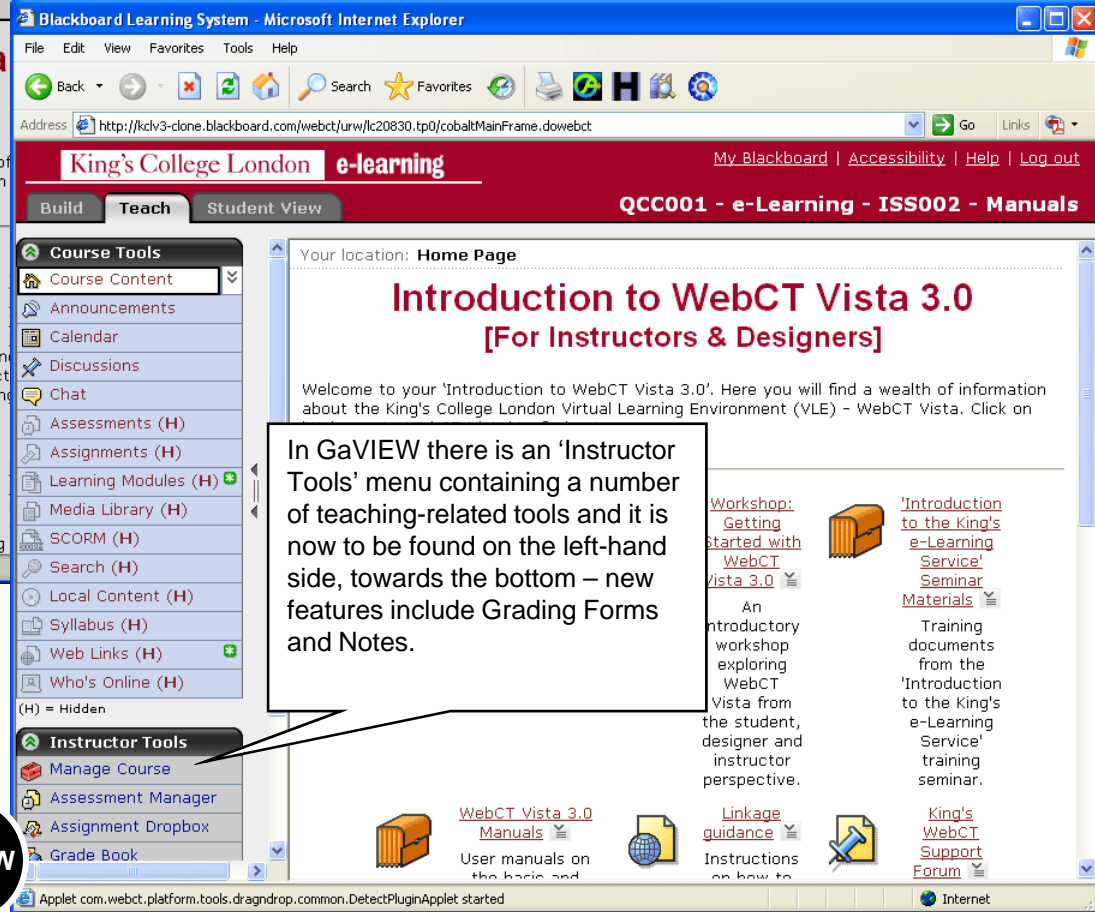 Blackboard Learning System - Microsoft Internet Explorer
File Edit View Favorites Tools Help
Back Search Favorites
Address http://kclv3-clone.blackboard.com/webct/urw/lc20830.tp0/cobaltMainFrame.dowebct Go Links
King's College London e-learning
My Blackboard | Accessibility | Help | Log out
Build Teach Student View
QCC001 - e-Learning - ISS002 - Manuals
Course Tools
Course Content
Announcements
Calendar
Discussions
Chat
Assessments (H)
Assignments (H)
Learning Modules (H)
Media Library (H)
SCORM (H)
Search (H)
Local Content (H)
Syllabus (H)
Web Links (H)
Who's Online (H)
(H) = Hidden
Instructor Tools
Manage Course
Assessment Manager
Assignment Dropbox
Grade Book
Your location: Home Page
Introduction to WebCT Vista 3.0
[For Instructors & Designers]
Welcome to your 'Introduction to WebCT Vista 3.0'. Here you will find a wealth of information
about the King's College London Virtual Learning Environment (VLE) - WebCT Vista. Click on
In GaVIEW there is an ‘Instructor
Tools’ menu containing a number
of teaching-related tools and it is
now to be found on the left-hand
side, towards the bottom – new
features include Grading Forms
and Notes.
Workshop:
Getting
Started with
WebCT
Vista 3.0
An
introductory
workshop
exploring
WebCT
Vista from
the student,
designer and
instructor
perspective.
'Introduction
to the King's
e-Learning
Service'
Seminar
Materials
Training
documents
from the
'Introduction
to the King's
e-Learning
Service'
training
seminar.
WebCT Vista 3.0
Manuals
User manuals on
the basic and
Linkage
guidance
Instructions
on how to
King's
WebCT
Support
Forum
Applet com.webct.platform.tools.dragndrop.common.DetectPluginApplet started
Internet